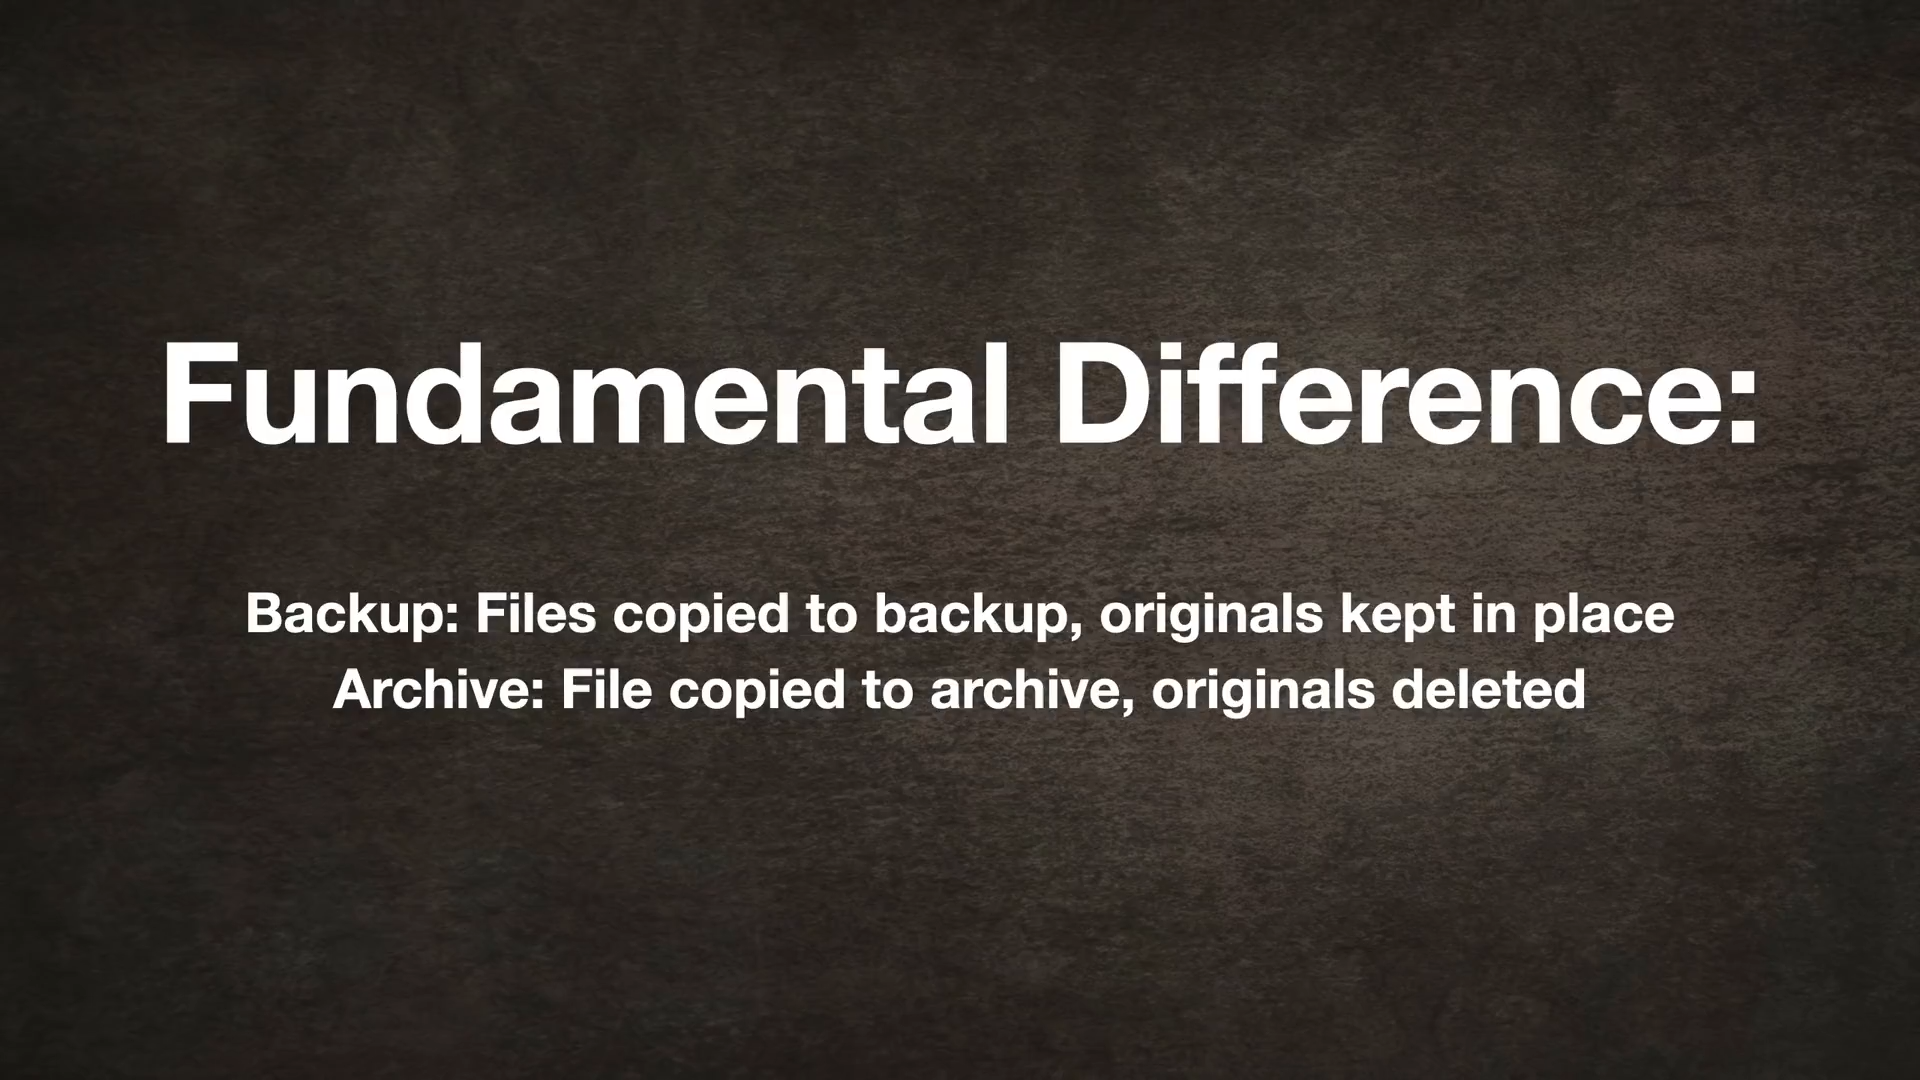 Fundamental Difference:
Backup: Files copied to backup, originals kept in place
Archive: File copied to archive, originals deleted